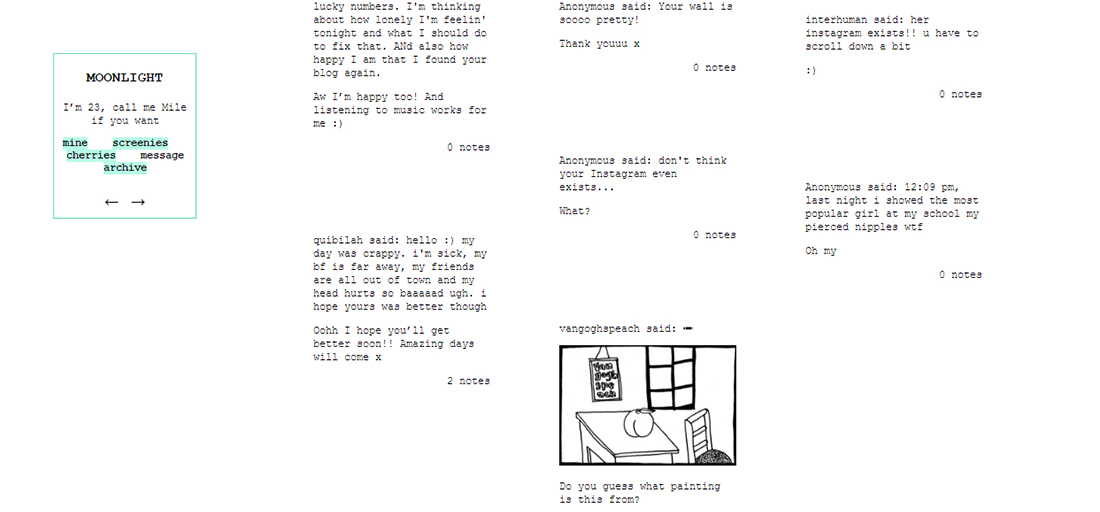 MOONLIGHT
I'm 23, call me Mile
if you want
mine screenies
cherries message
archive
← →
lucky numbers. I'm thinking
about how lonely I'm feelin'
tonight and what I should do
to fix that. ANd also how
happy I am that I found your
blog again.
Aw I'm happy too! And
listening to music works for
me :)
0 notes
quibilah said: hello :) my
day was crappy. i'm sick, my
bf is far away, my friends
are all out of town and my
head hurts so baaaaad ugh. i
hope yours was better though
Oohh I hope you'll get
better soon!! Amazing days
will come x
2 notes
Anonymous said: Your wall is
soooo pretty!
Thank youuu x
0 notes
Anonymous said: don't think
your Instagram even
exists...
What?
0 notes
vangoghspeach said:
Van
gogh
spe
ach
Do you guess what painting
is this from?
interhuman said: her
instagram exists!! u have to
scroll down a bit
:)
0 notes
Anonymous said: 12:09 pm,
last night i showed the most
popular girl at my school my
pierced nipples wtf
Oh my
0 notes